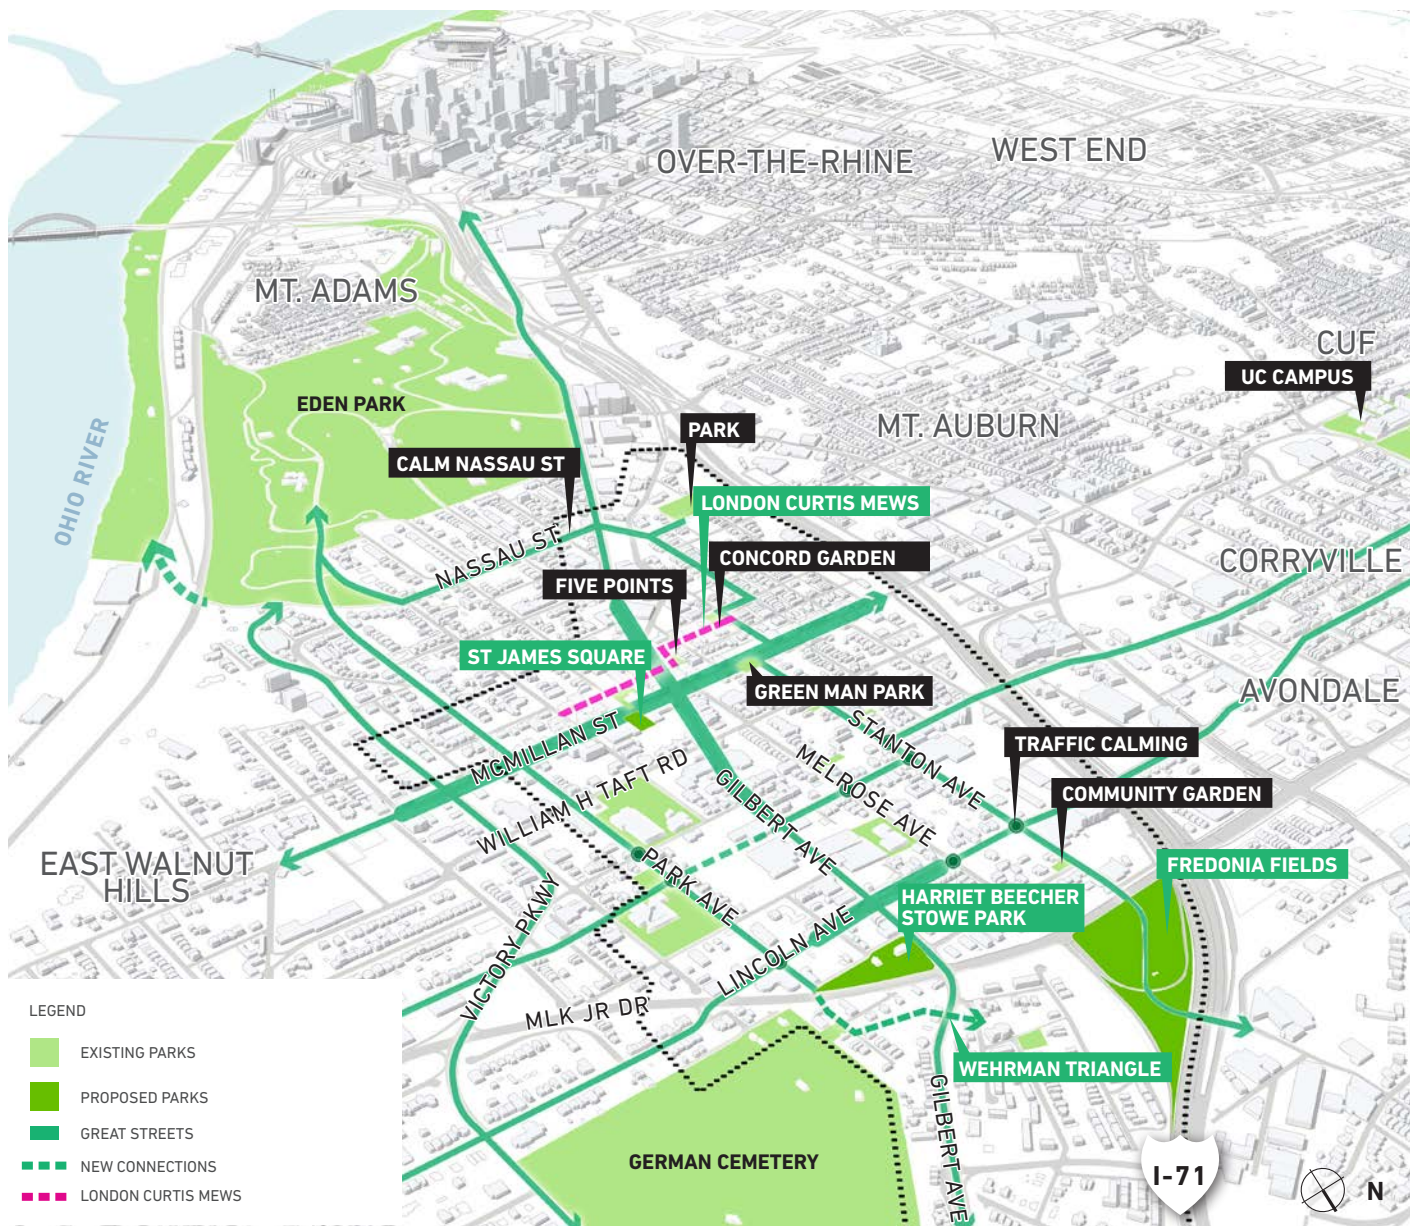 OVER-THE-RHINE
WEST END
MT. ADAMS
CUF
UC CAMPUS
EDEN PARK
PARK
MT. AUBURN
CALM NASSAU ST
OHIO RIVER
LONDON CURTIS MEWS
NASSAU ST
CONCORD GARDEN
CORRYVILLE
FIVE POINTS
ST JAMES SQUARE
GREEN MAN PARK
AVONDALE
MCMILLAN ST
STANTON AVE
TRAFFIC CALMING
WILLIAM H TAFT RD
GILBERT AVE
MELROSE AVE
COMMUNITY GARDEN
EAST WALNUT
HILLS
PARK AVE
FREDONIA FIELDS
HARRIET BEECHER
STOWE PARK
VICTORY PKWY
LINCOLN AVE
MLK JR DR
WEHRMAN TRIANGLE
GILBERT AVE
GERMAN CEMETERY
I-71
N
LEGEND
EXISTING PARKS
PROPOSED PARKS
GREAT STREETS
NEW CONNECTIONS
LONDON CURTIS MEWS